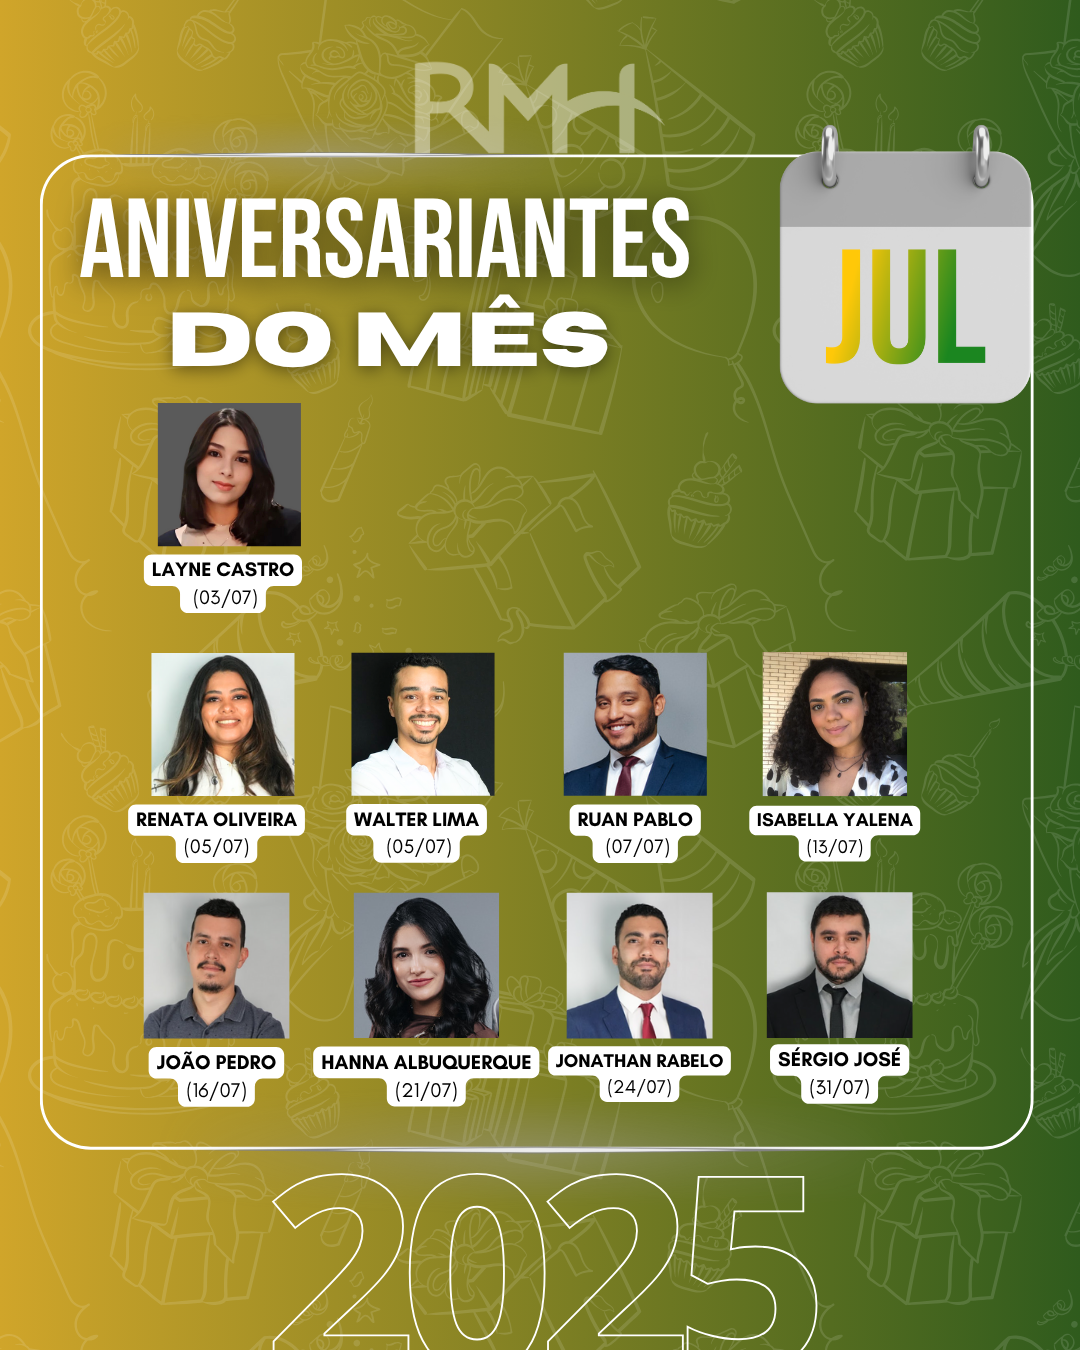 RMH
ANIVERSARIANTES
DO MÊS
JUL
LAYNE CASTRO
(03/07)
RENATA OLIVEIRA
(05/07)
WALTER LIMA
(05/07)
RUAN PABLO
(07/07)
ISABELLA YALENA
(13/07)
JOÃO PEDRO
(16/07)
HANNA ALBUQUERQUE
(21/07)
JONATHAN RABELO
(24/07)
SÉRGIO JOSÉ
(31/07)
2025